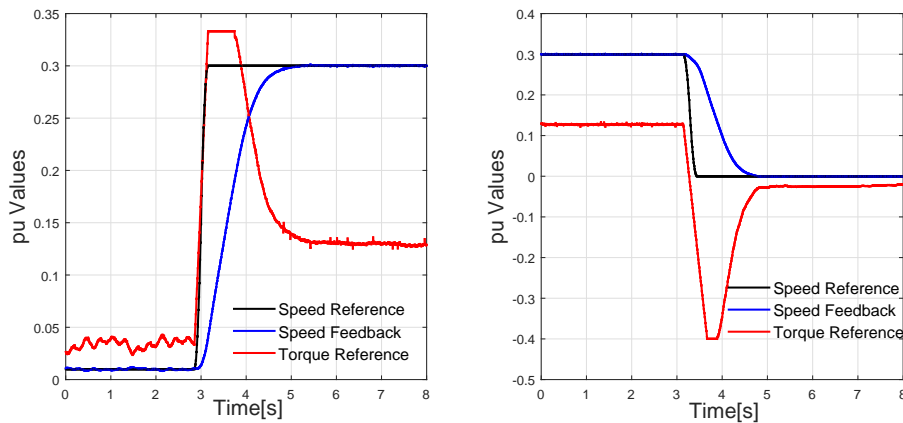 0.35
0.3
0.25
0.2
0.15
0.1
0.05
0
pu Values
0 1 2 3 4 5 6 7 8
Time[s]
Speed Reference
Speed Feedback
Torque Reference
0.4
0.3
0.2
0.1
0
-0.1
-0.2
-0.3
-0.4
-0.5
pu Values
0 1 2 3 4 5 6 7 8
Time[s]
Speed Reference
Speed Feedback
Torque Reference